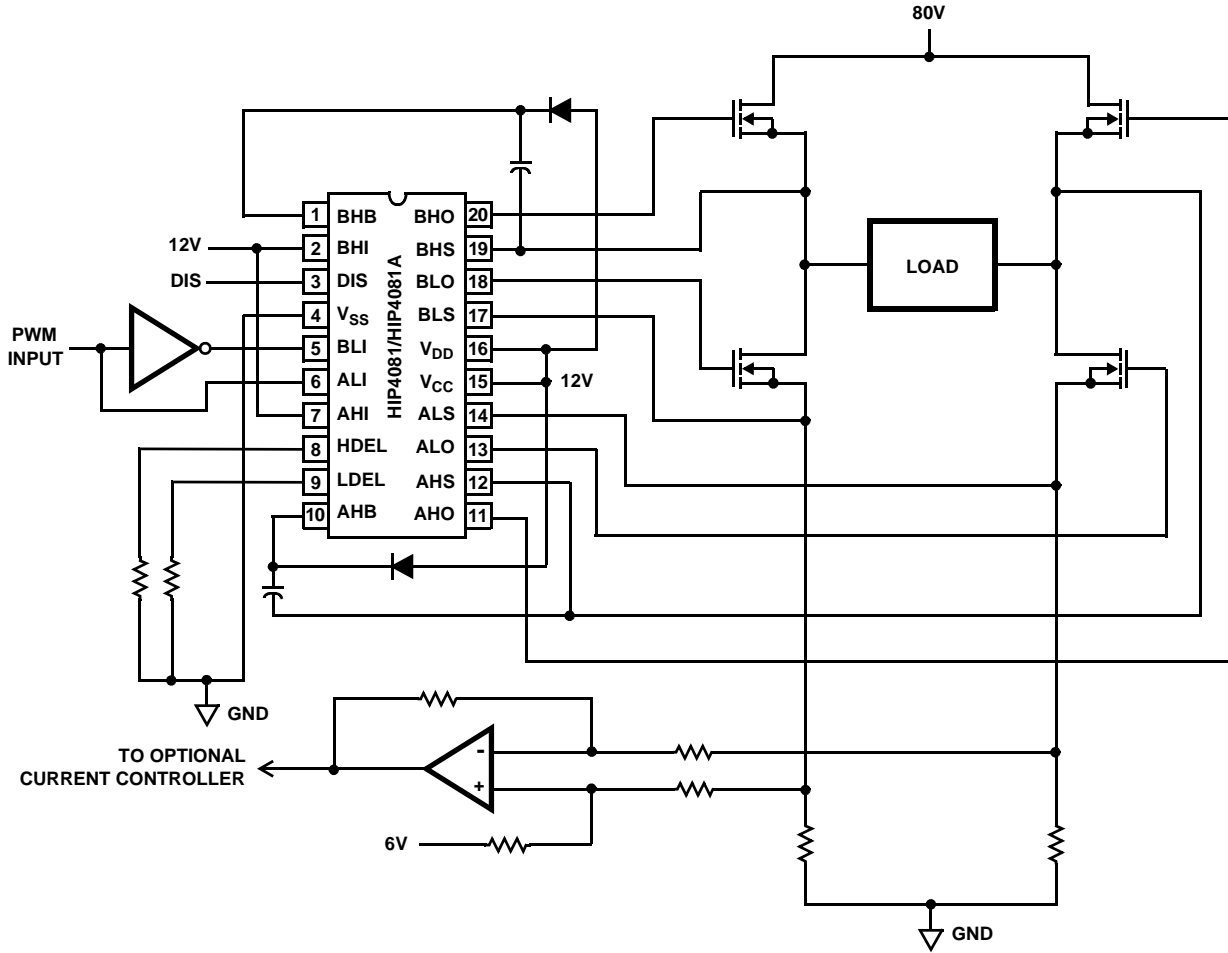 80V
1 BHB BHO 20
12V 2 BHI BHS 19
DIS 3 DIS BLO 18
4 VSS BLS 17
PWM
INPUT
5 BLI VDD 16
6 ALI VCC 15 12V
7 AHI ALS 14
8 HDEL ALO 13
9 LDEL AHS 12
10 AHB AHO 11
HIP4081/HIP4081A
LOAD
GND
TO OPTIONAL
CURRENT CONTROLLER
-
+
6V
GND